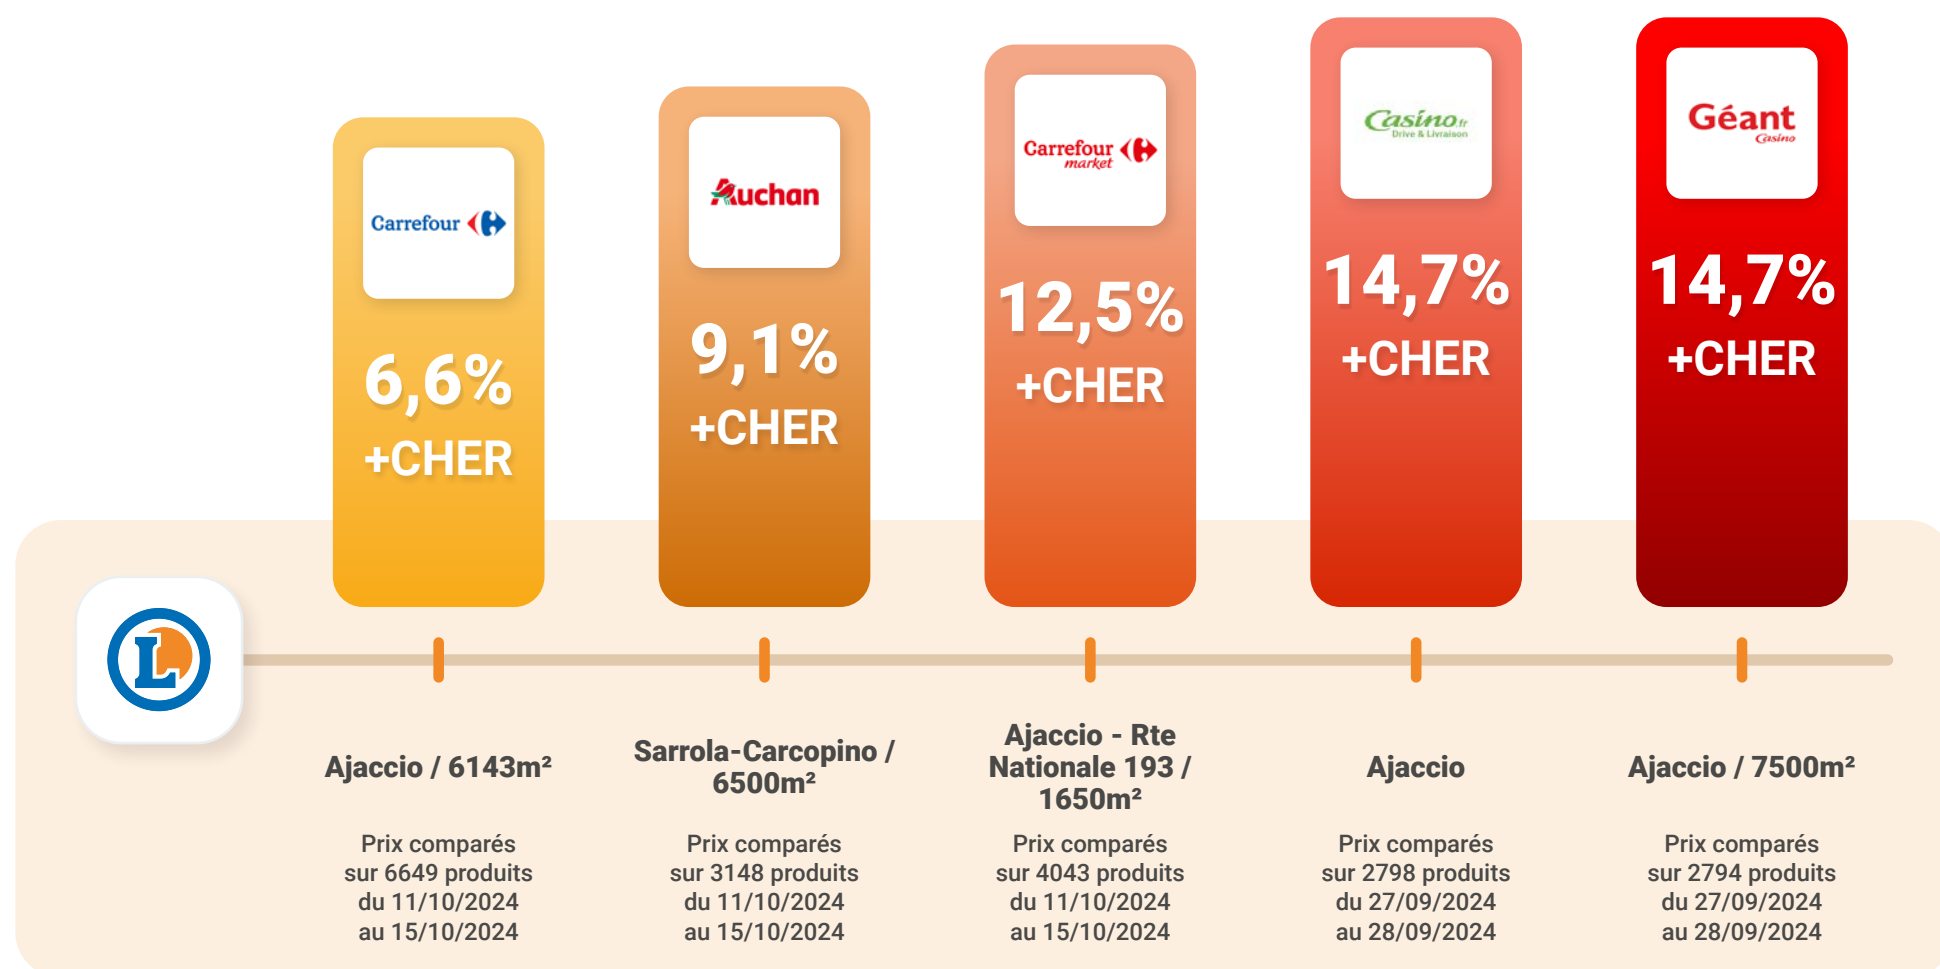 Carrefour
6,6%
+CHER
Auchan
9,1%
+CHER
Carrefour
market
12,5%
+CHER
Casino.fr
Drive & Livraison
14,7%
+CHER
Géant
Casino
14,7%
+CHER
L
Ajaccio / 6143m²
Prix comparés
sur 6649 produits
du 11/10/2024
au 15/10/2024
Sarrola-Carcopino /
6500m²
Prix comparés
sur 3148 produits
du 11/10/2024
au 15/10/2024
Ajaccio - Rte
Nationale 193 /
1650m²
Prix comparés
sur 4043 produits
du 11/10/2024
au 15/10/2024
Ajaccio
Prix comparés
sur 2798 produits
du 27/09/2024
au 28/09/2024
Ajaccio / 7500m²
Prix comparés
sur 2794 produits
du 27/09/2024
au 28/09/2024